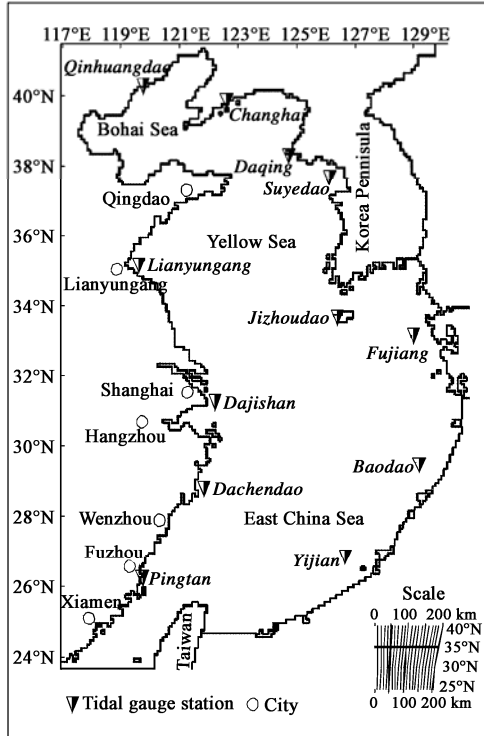 117°E 119°E 121°E 123°E 125°E 127°E 129°E
Qinhuangdao
40°N
Changhai
Bohai Sea
Daqing
38°N
Suyedao
Qingdao
Korea Pennisula
Yellow Sea
36°N
Lianyungang
Lianyungang
34°N
Jizhoudao
Fujiang
32°N
Shanghai
Dajishan
Hangzhou
30°N
Baodao
Dachendao
28°N
Wenzhou
East China Sea
Fuzhou
Yijian
26°N
Pingtan
Xiamen
Taiwan
24°N
Scale
0 100 200 km
40°N
35°N
30°N
25°N
0 100 200 km
Tidal gauge station
City